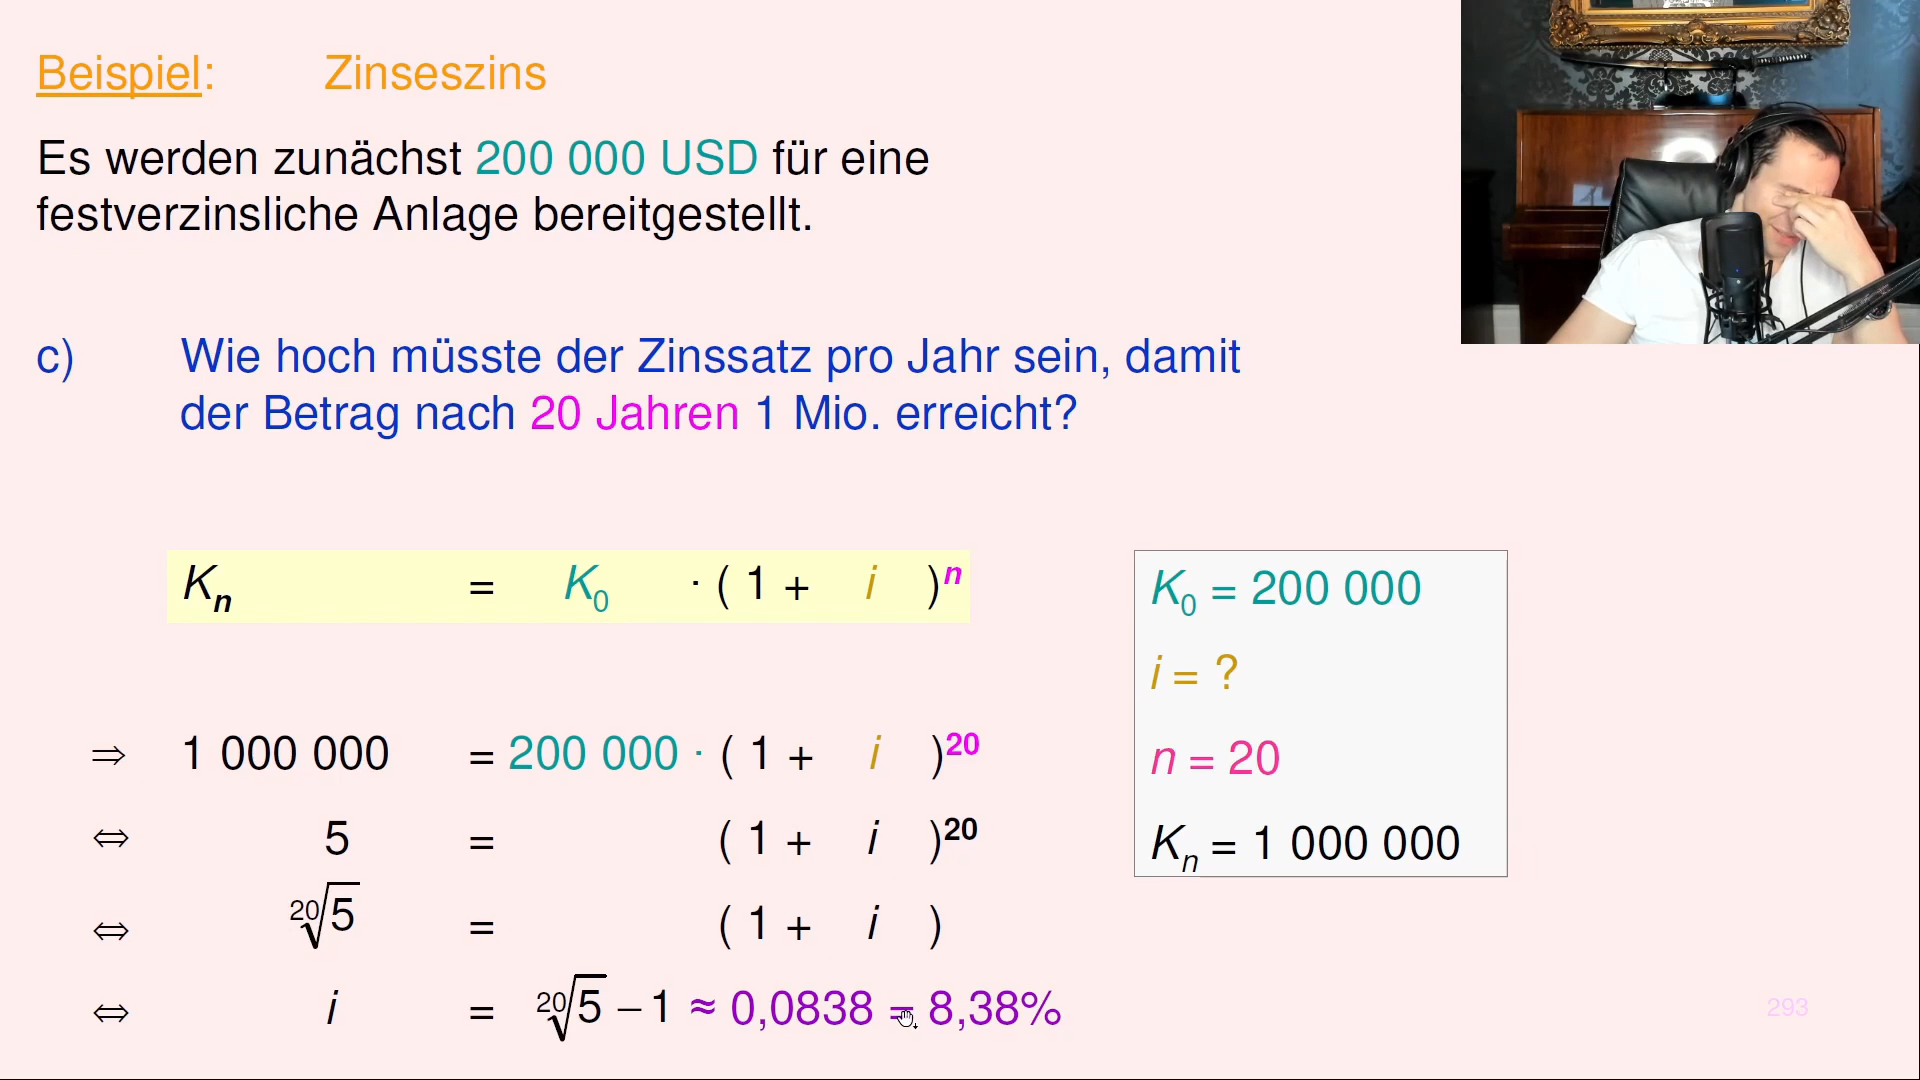 Beispiel: Zinseszins
Es werden zunächst 200 000 USD für eine
festverzinsliche Anlage bereitgestellt.
c) Wie hoch müsste der Zinssatz pro Jahr sein, damit
der Betrag nach 20 Jahren 1 Mio. erreicht?
Kₙ = K₀ · ( 1 + i )ⁿ
⇒ 1 000 000 = 200 000 · ( 1 + i )²⁰
⇔ 5 = ( 1 + i )²⁰
⇔ ²⁰√5 = ( 1 + i )
⇔ i = ²⁰√5 – 1 ≈ 0,0838 = 8,38%
K₀ = 200 000
i = ?
n = 20
Kₙ = 1 000 000
293